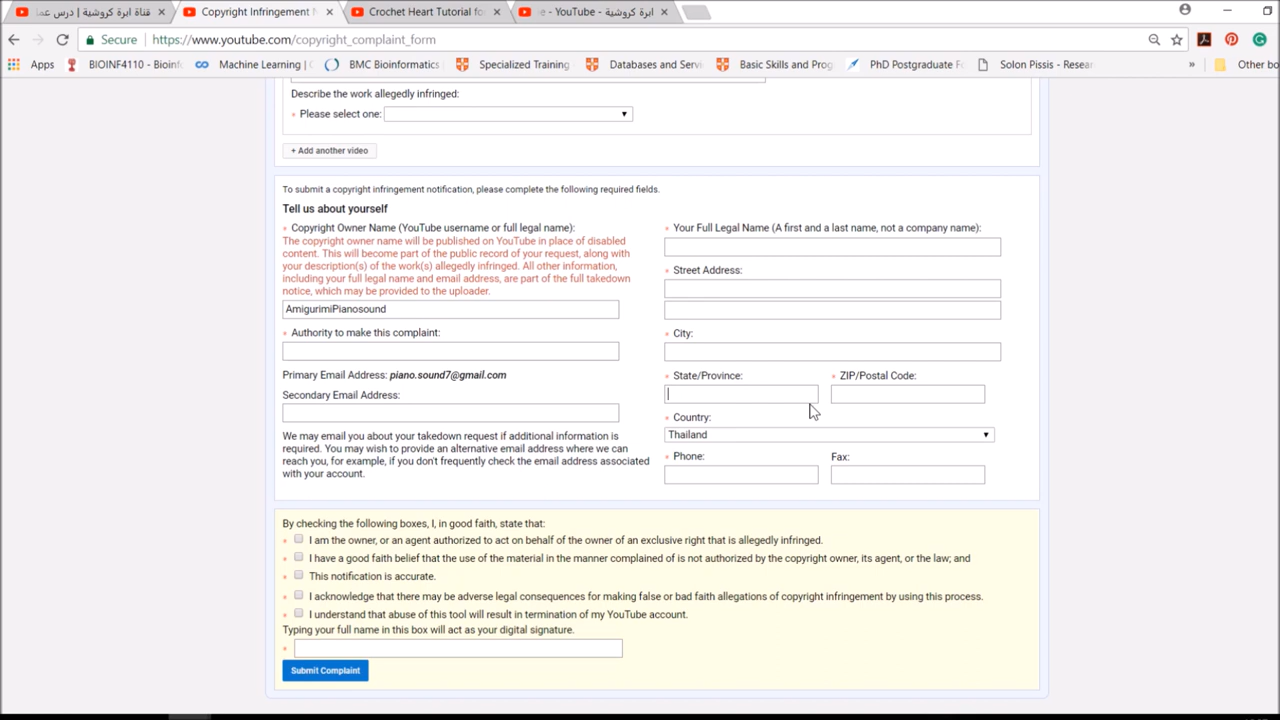 قناة ابرة كروشية | درس عما
Copyright Infringement N
Crochet Heart Tutorial fo
ابرة كروشية - YouTube - e
Secure
https://www.youtube.com/copyright_complaint_form
Apps
BIOINF4110 - Bioinf
Machine Learning | C
BMC Bioinformatics
Specialized Training
Databases and Servi
Basic Skills and Prog
PhD Postgraduate F
Solon Pissis - Resear
»
Other bo
Describe the work allegedly infringed:
* Please select one:
+ Add another video
To submit a copyright infringement notification, please complete the following required fields.
Tell us about yourself
* Copyright Owner Name (YouTube username or full legal name):
The copyright owner name will be published on YouTube in place of disabled
content. This will become part of the public record of your request, along with
your description(s) of the work(s) allegedly infringed. All other information,
including your full legal name and email address, are part of the full takedown
notice, which may be provided to the uploader.
AmigurimiPianosound
* Authority to make this complaint:
Primary Email Address: piano.sound7@gmail.com
Secondary Email Address:
We may email you about your takedown request if additional information is
required. You may wish to provide an alternative email address where we can
reach you, for example, if you don't frequently check the email address associated
with your account.
* Your Full Legal Name (A first and a last name, not a company name):
* Street Address:
* City:
* State/Province:
* ZIP/Postal Code:
* Country:
Thailand
* Phone:
Fax:
By checking the following boxes, I, in good faith, state that:
* I am the owner, or an agent authorized to act on behalf of the owner of an exclusive right that is allegedly infringed.
* I have a good faith belief that the use of the material in the manner complained of is not authorized by the copyright owner, its agent, or the law; and
* This notification is accurate.
* I acknowledge that there may be adverse legal consequences for making false or bad faith allegations of copyright infringement by using this process.
* I understand that abuse of this tool will result in termination of my YouTube account.
Typing your full name in this box will act as your digital signature.
*
Submit Complaint